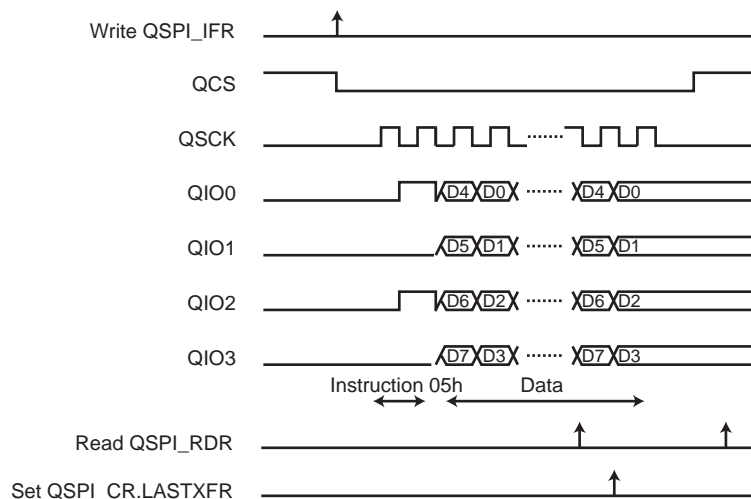 Write QSPI_IFR
QCS
QSCK
QIO0 D4 D0 D4 D0
QIO1 D5 D1 D5 D1
QIO2 D6 D2 D6 D2
QIO3 D7 D3 D7 D3
Instruction 05h Data
Read QSPI_RDR
Set QSPI_CR.LASTXFR